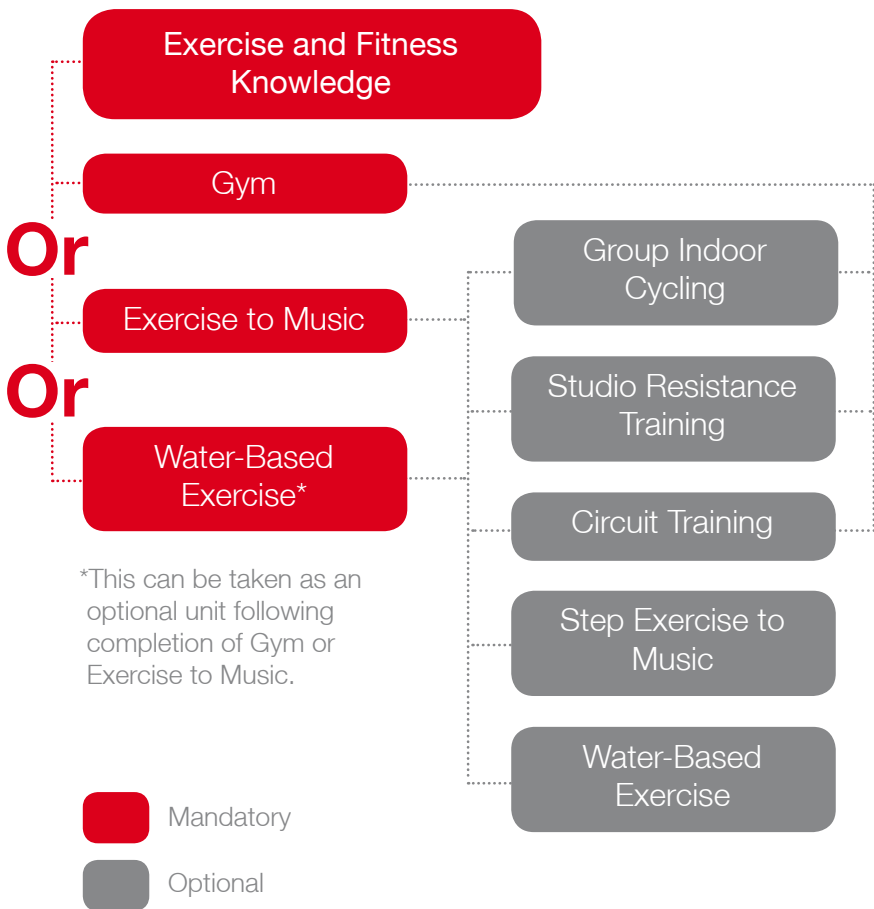 Exercise and Fitness
Knowledge
Gym
Or
Exercise to Music
Or
Water-Based
Exercise*
*This can be taken as an
optional unit following
completion of Gym or
Exercise to Music.
Group Indoor
Cycling
Studio Resistance
Training
Circuit Training
Step Exercise to
Music
Water-Based
Exercise
Mandatory
Optional